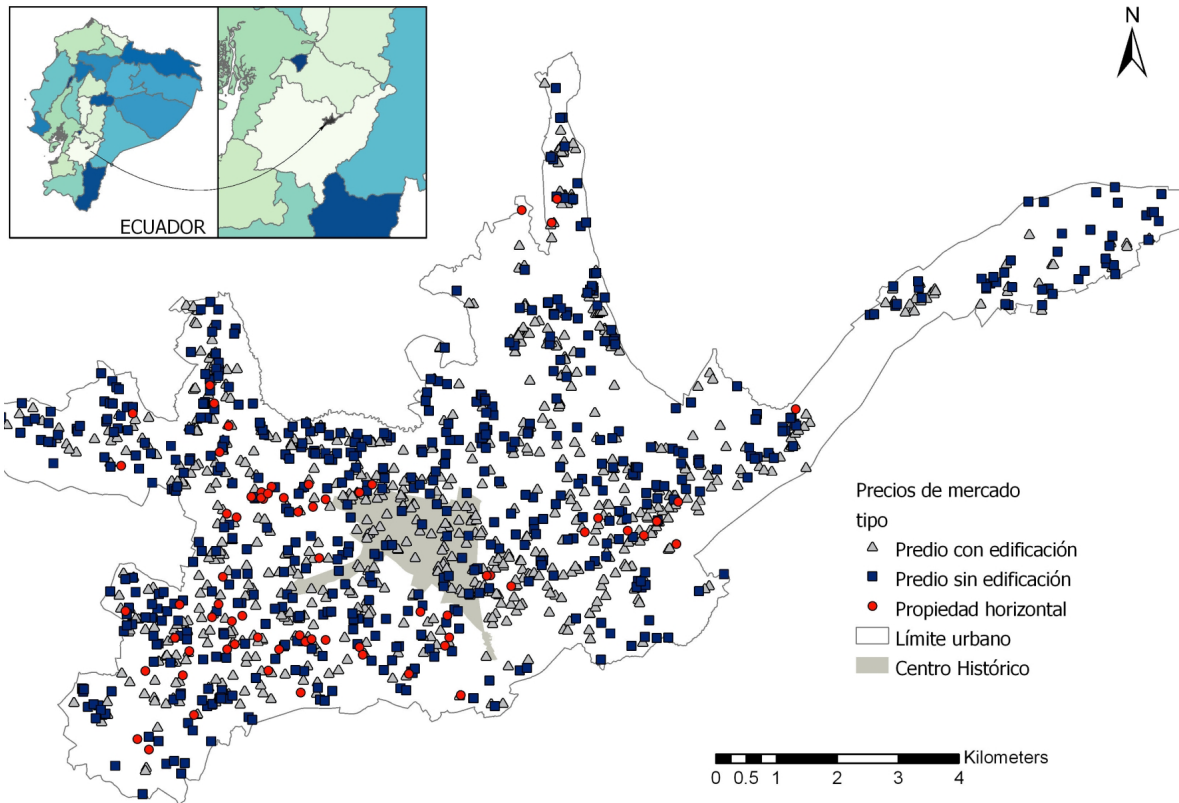 ECUADOR
N
Precios de mercado
tipo
Predio con edificación
Predio sin edificación
Propiedad horizontal
Límite urbano
Centro Histórico
Kilometers
0 0.5 1 2 3 4